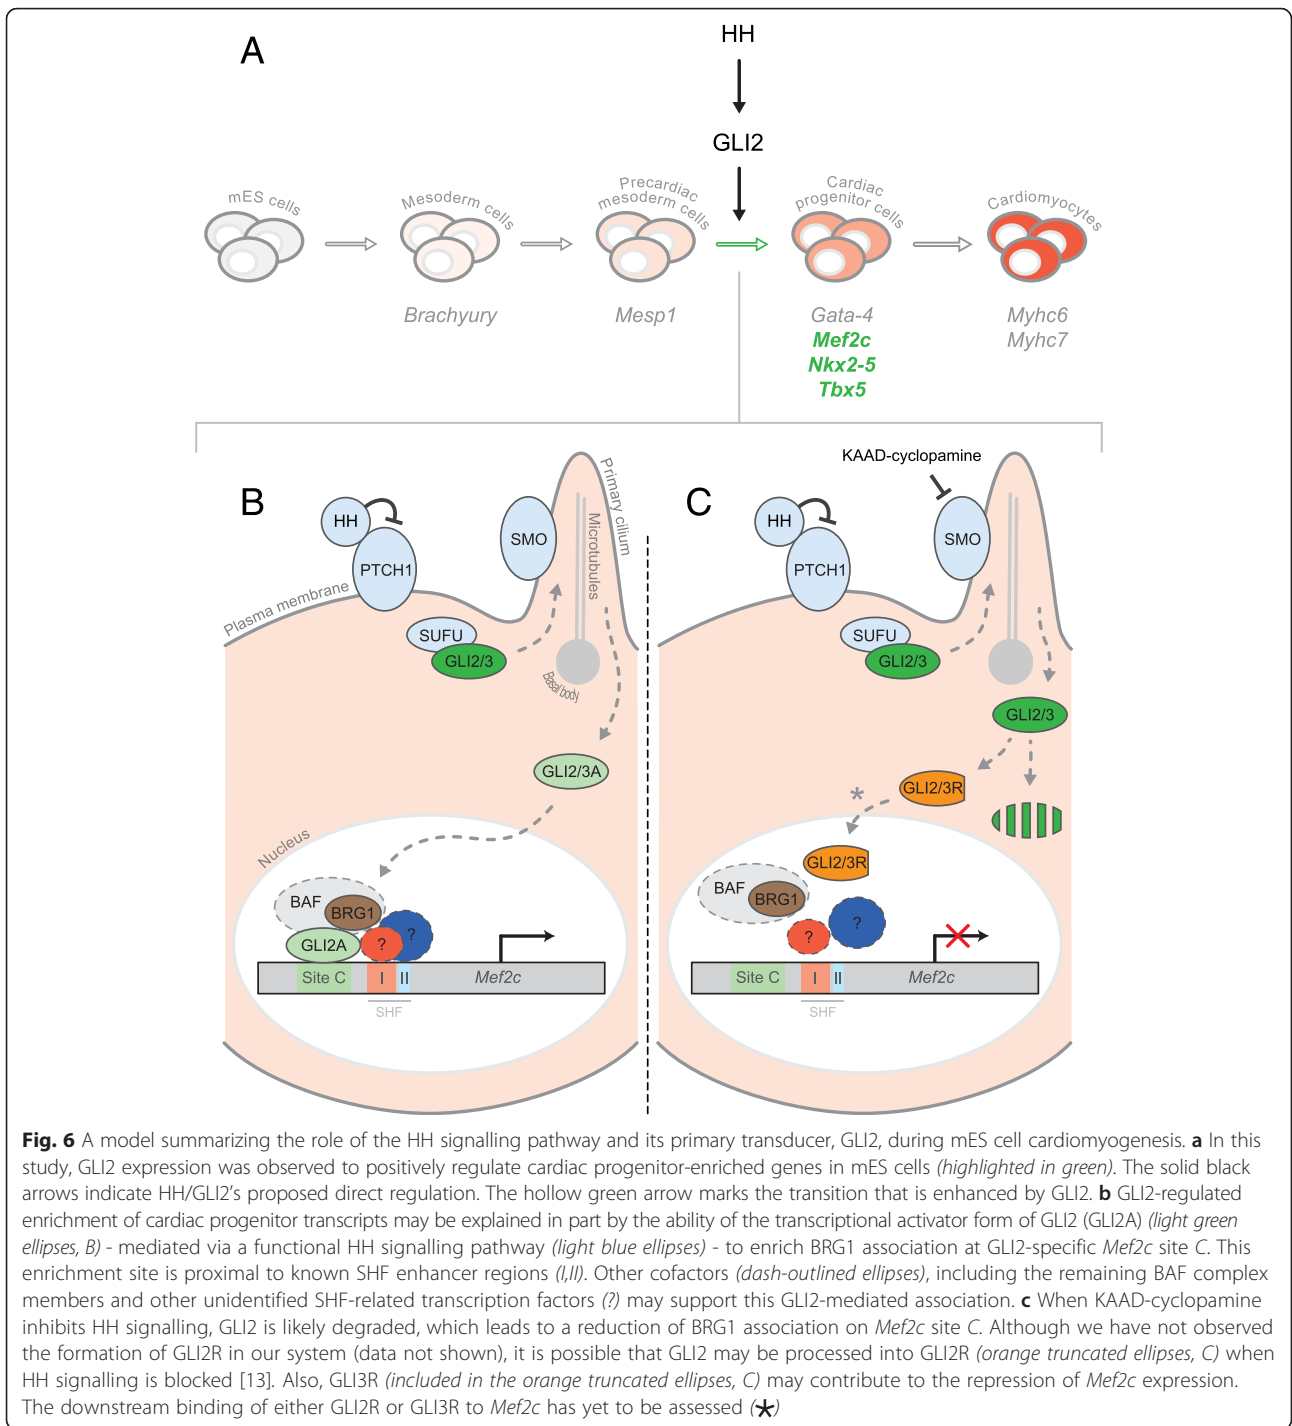 A
HH
GLI2
mES cells
Mesoderm cells
Precardiac
mesoderm cells
Cardiac
progenitor cells
Cardiomyocytes
Brachyury
Mesp1
Gata-4
Mef2c
Nkx2-5
Tbx5
Myhc6
Myhc7
B
HH
PTCH1
SMO
Primary cilium
Microtubules
Plasma membrane
SUFU
GLI2/3
Basal body
GLI2/3A
Nucleus
BAF
BRG1
?
?
GLI2A
Site C
I
II
Mef2c
SHF
C
KAAD-cyclopamine
HH
PTCH1
SMO
SUFU
GLI2/3
GLI2/3
GLI2/3R
*
GLI2/3R
BAF
BRG1
?
?
Site C
I
II
Mef2c
SHF
Fig. 6 A model summarizing the role of the HH signalling pathway and its primary transducer, GLI2, during mES cell cardiomyogenesis. a In this
study, GLI2 expression was observed to positively regulate cardiac progenitor-enriched genes in mES cells (highlighted in green). The solid black
arrows indicate HH/GLI2's proposed direct regulation. The hollow green arrow marks the transition that is enhanced by GLI2. b GLI2-regulated
enrichment of cardiac progenitor transcripts may be explained in part by the ability of the transcriptional activator form of GLI2 (GLI2A) (light green
ellipses, B) - mediated via a functional HH signalling pathway (light blue ellipses) - to enrich BRG1 association at GLI2-specific Mef2c site C. This
enrichment site is proximal to known SHF enhancer regions (I,II). Other cofactors (dash-outlined ellipses), including the remaining BAF complex
members and other unidentified SHF-related transcription factors (?) may support this GLI2-mediated association. c When KAAD-cyclopamine
inhibits HH signalling, GLI2 is likely degraded, which leads to a reduction of BRG1 association on Mef2c site C. Although we have not observed
the formation of GLI2R in our system (data not shown), it is possible that GLI2 may be processed into GLI2R (orange truncated ellipses, C) when
HH signalling is blocked [13]. Also, GLI3R (included in the orange truncated ellipses, C) may contribute to the repression of Mef2c expression.
The downstream binding of either GLI2R or GLI3R to Mef2c has yet to be assessed (*)